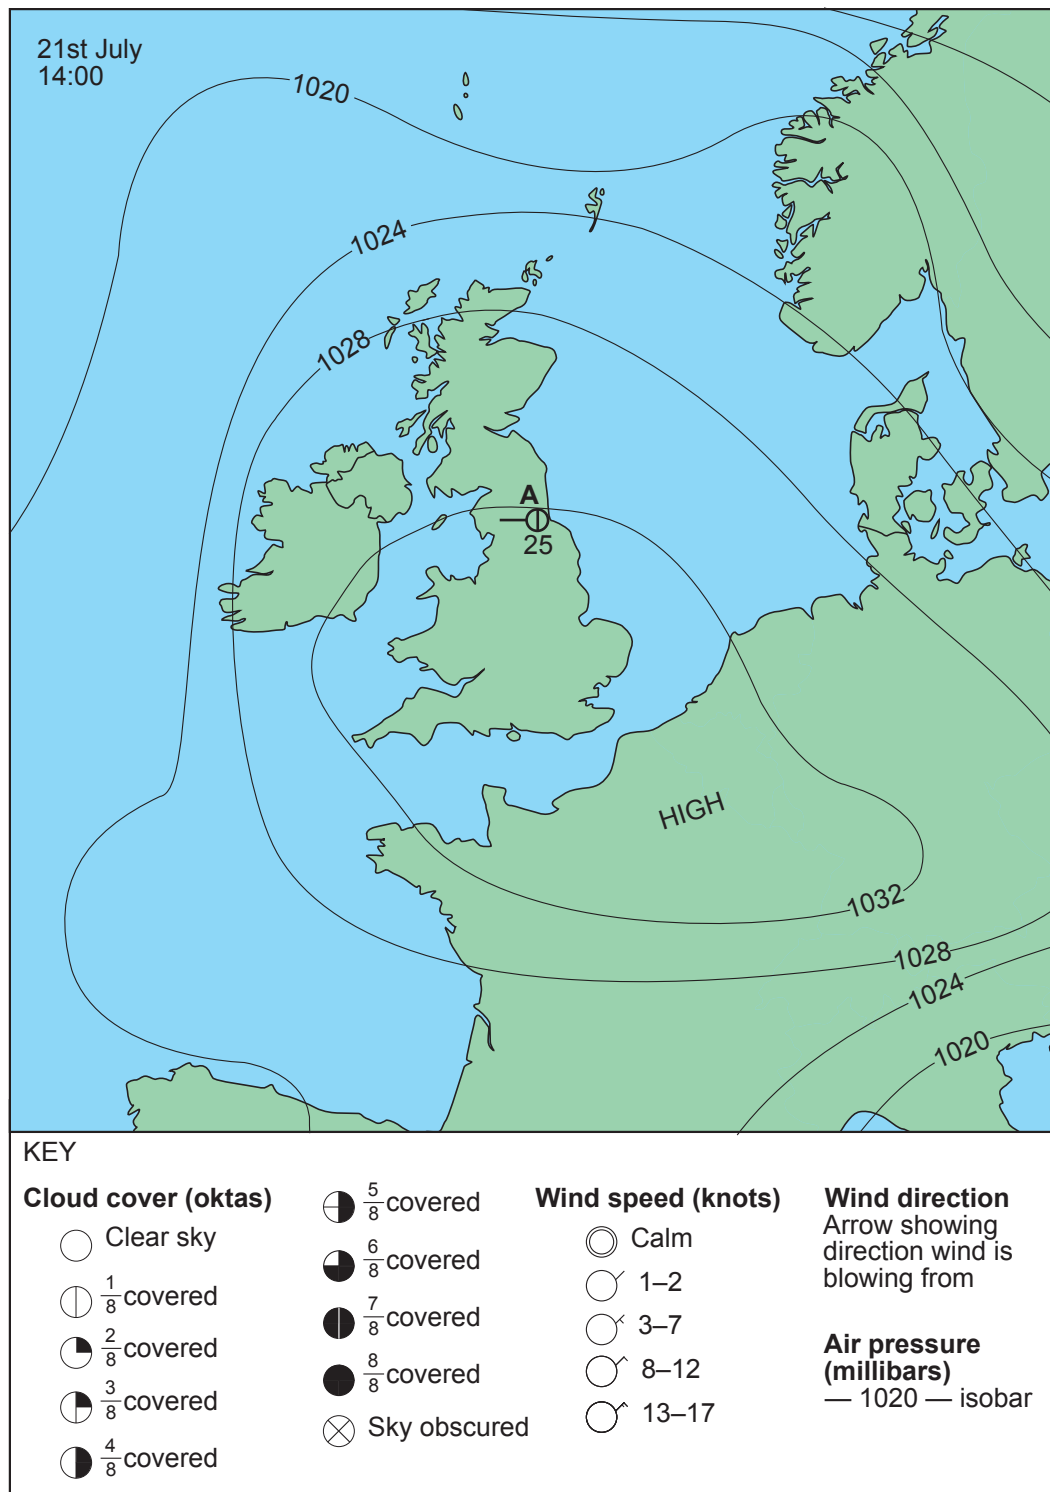 21st July
14:00
1020
1024
1028
A
25
HIGH
1032
1028
1024
1020
KEY
Cloud cover (oktas)
Clear sky
1/8 covered
2/8 covered
3/8 covered
4/8 covered
5/8 covered
6/8 covered
7/8 covered
8/8 covered
Sky obscured
Wind speed (knots)
Calm
1–2
3–7
8–12
13–17
Wind direction
Arrow showing
direction wind is
blowing from
Air pressure
(millibars)
— 1020 — isobar